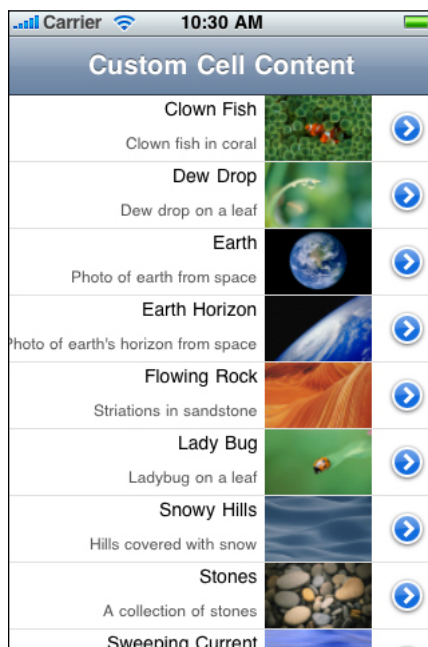 Carrier 10:30 AM
Custom Cell Content
Clown Fish
Clown fish in coral
Dew Drop
Dew drop on a leaf
Earth
Photo of earth from space
Earth Horizon
Photo of earth's horizon from space
Flowing Rock
Striations in sandstone
Lady Bug
Ladybug on a leaf
Snowy Hills
Hills covered with snow
Stones
A collection of stones
Sweeping Current